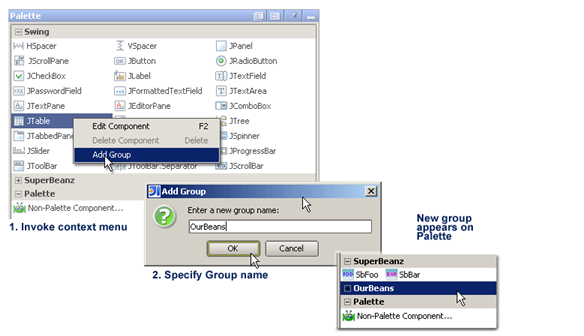 Palette
Swing
HSpacer VSpacer JPanel
JScrollPane JButton JRadioButton
JCheckBox JLabel JTextField
JPasswordField JFormattedTextField JTextArea
JTextPane JEditorPane JComboBox
JTable JTree
JTabbedPan JSpinner
JSlider JProgressBar
JToolBar JToolBar.Separator JScrollBar
Edit Component F2
Delete Component Delete
Add Group
SuperBeanz
Palette
Non-Palette Component...
1. Invoke context menu
Add Group
Enter a new group name:
OurBeans
OK Cancel
2. Specify Group name
New group
appears on
Palette
SuperBeanz
FOO SbFoo BAR SbBar
OurBeans
Palette
Non-Palette Component...